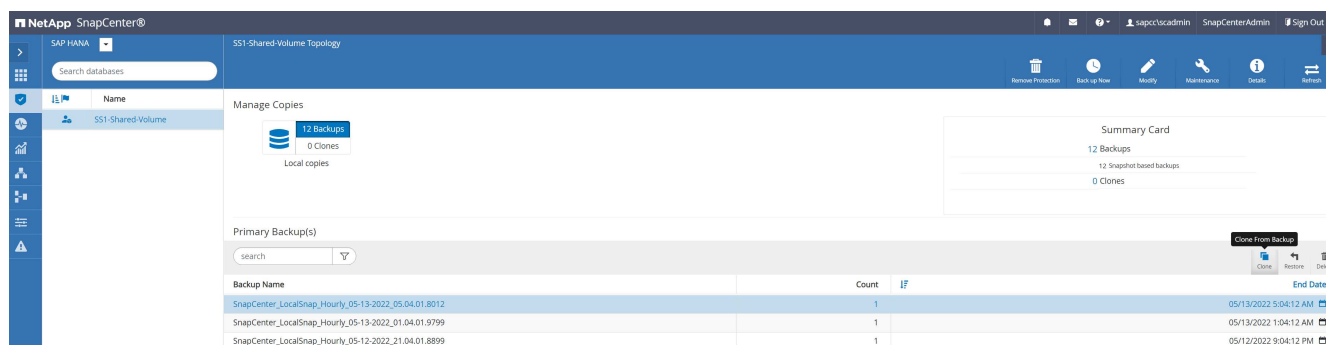 NetApp SnapCenter®
sapcc\scadmin SnapCenterAdmin Sign Out
SAP HANA
SS1-Shared-Volume Topology
Search databases
Remove Protection Back up Now Modify Maintenance Details Refresh
Name
SS1-Shared-Volume
Manage Copies
12 Backups
0 Clones
Local copies
Summary Card
12 Backups
12 Snapshot based backups
0 Clones
Primary Backup(s)
Clone From Backup
search
Clone Restore
Backup Name Count End Date
SnapCenter_LocalSnap_Hourly_05-13-2022_05.04.01.8012 1 05/13/2022 5:04:12 AM
SnapCenter_LocalSnap_Hourly_05-13-2022_01.04.01.9799 1 05/13/2022 1:04:12 AM
SnapCenter_LocalSnap_Hourly_05-12-2022_21.04.01.8899 1 05/12/2022 9:04:12 PM